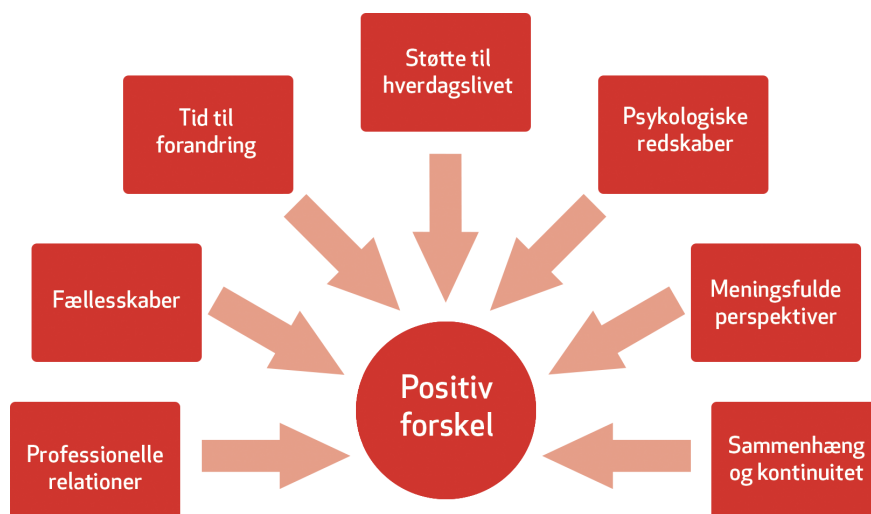 Støtte til
hverdagslivet
Tid til
forandring
Psykologiske
redskaber
Fællesskaber
Meningsfulde
perspektiver
Positiv
forskel
Professionelle
relationer
Sammenhæng
og kontinuitet